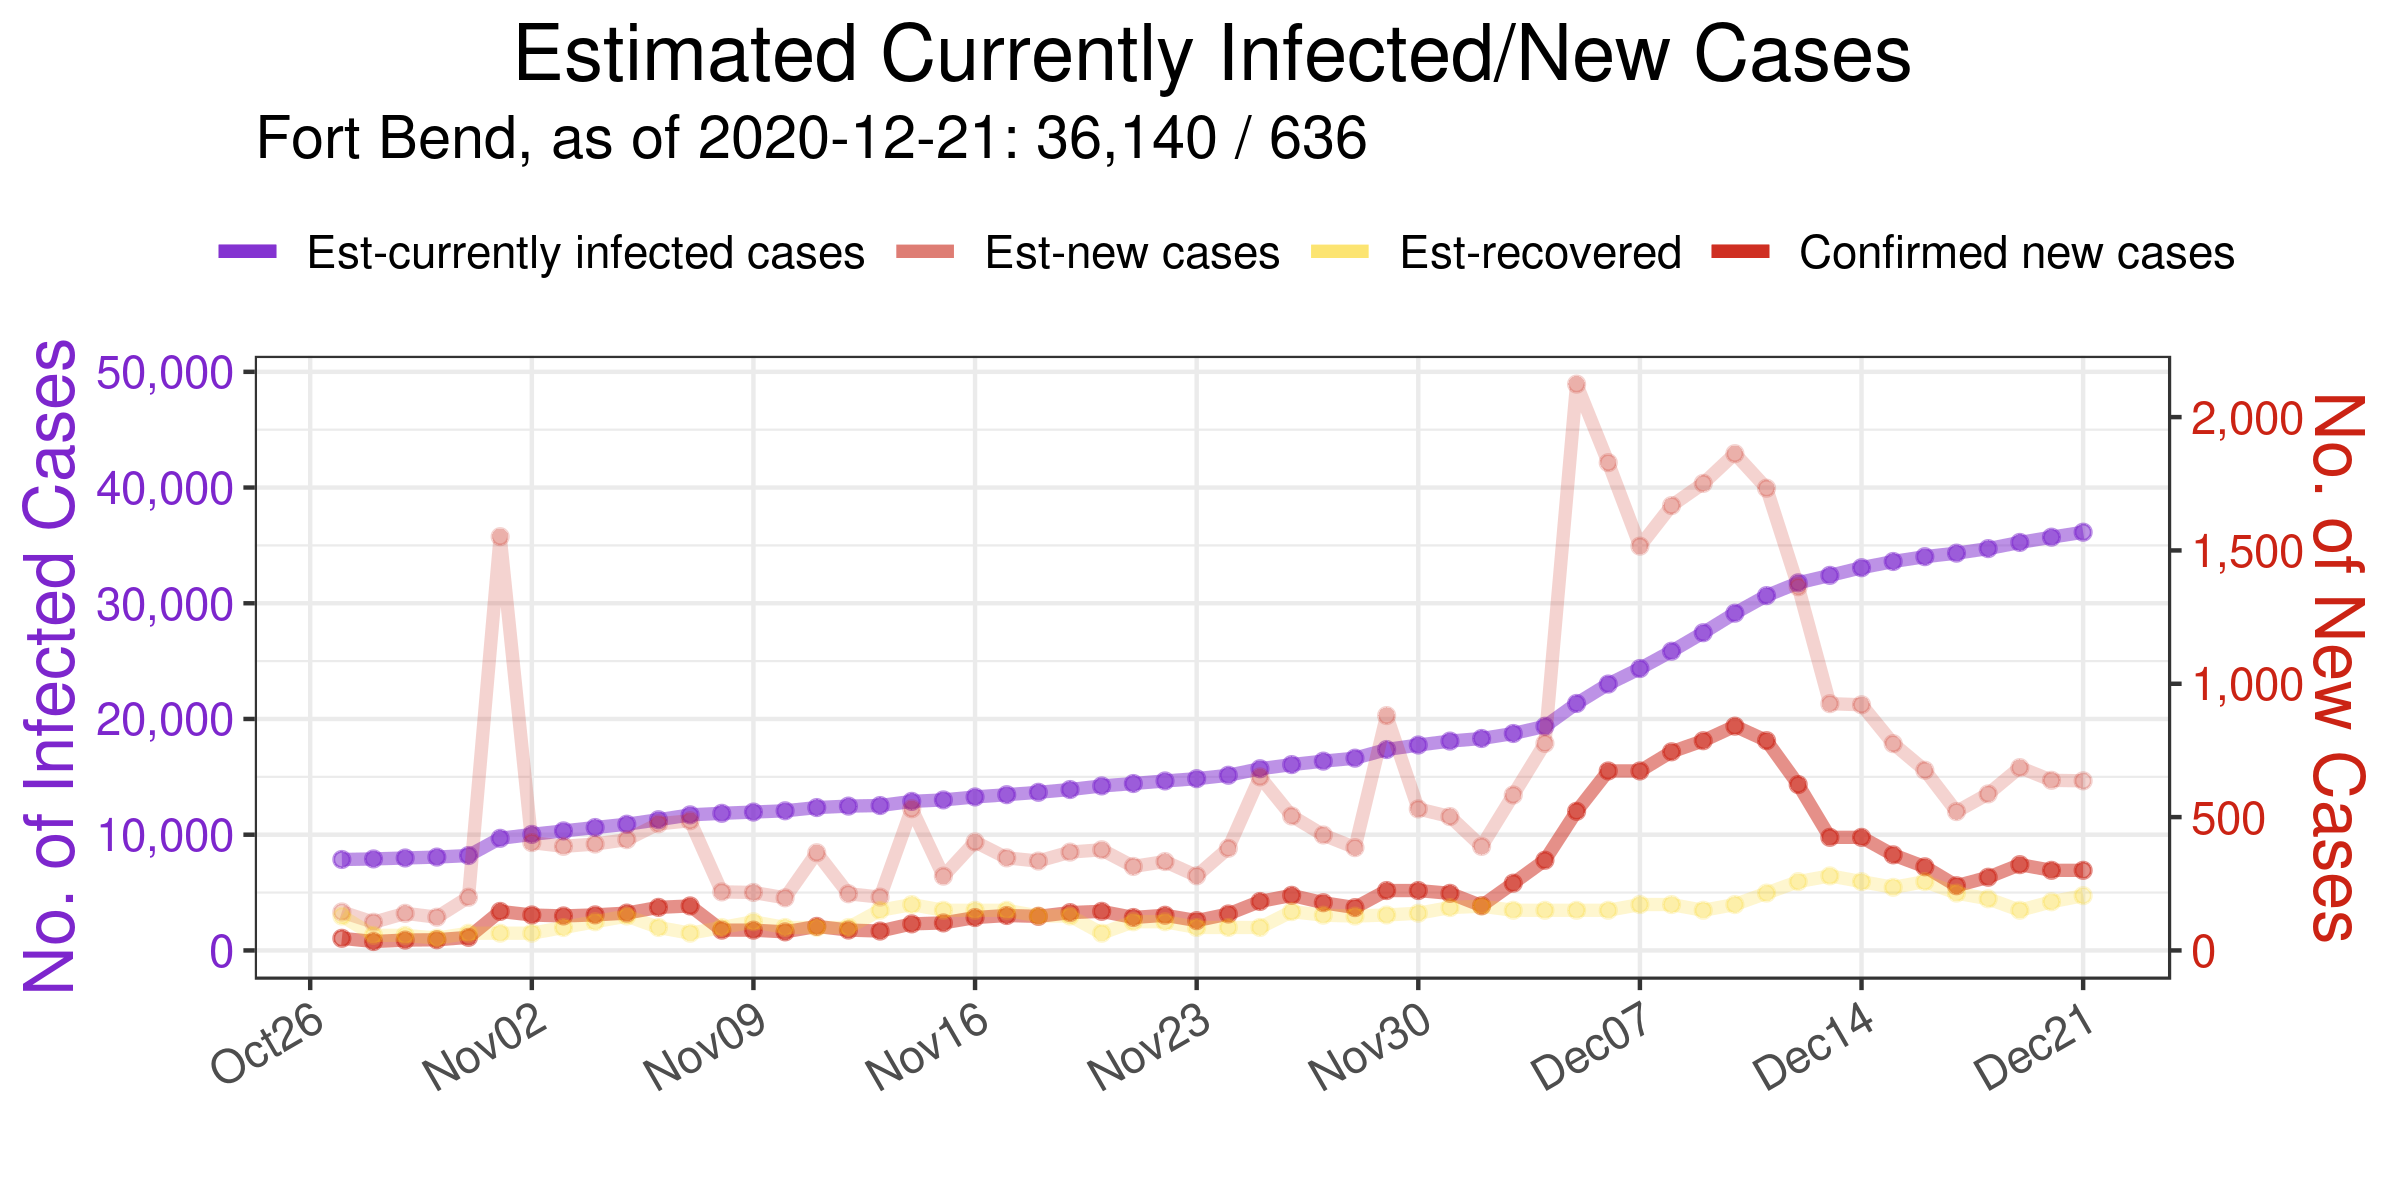 Estimated Currently Infected/New Cases
Fort Bend, as of 2020-12-21: 36,140 / 636
Est-currently infected cases Est-new cases Est-recovered Confirmed new cases
No. of Infected Cases
50,000
40,000
30,000
20,000
10,000
0
No. of New Cases
2,000
1,500
1,000
500
0
Oct26 Nov02 Nov09 Nov16 Nov23 Nov30 Dec07 Dec14 Dec21